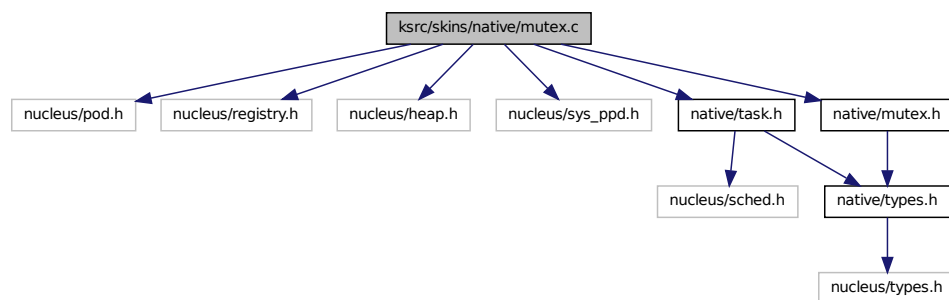 ksrc/skins/native/mutex.c
nucleus/pod.h
nucleus/registry.h
nucleus/heap.h
nucleus/sys_ppd.h
native/task.h
native/mutex.h
nucleus/sched.h
native/types.h
nucleus/types.h